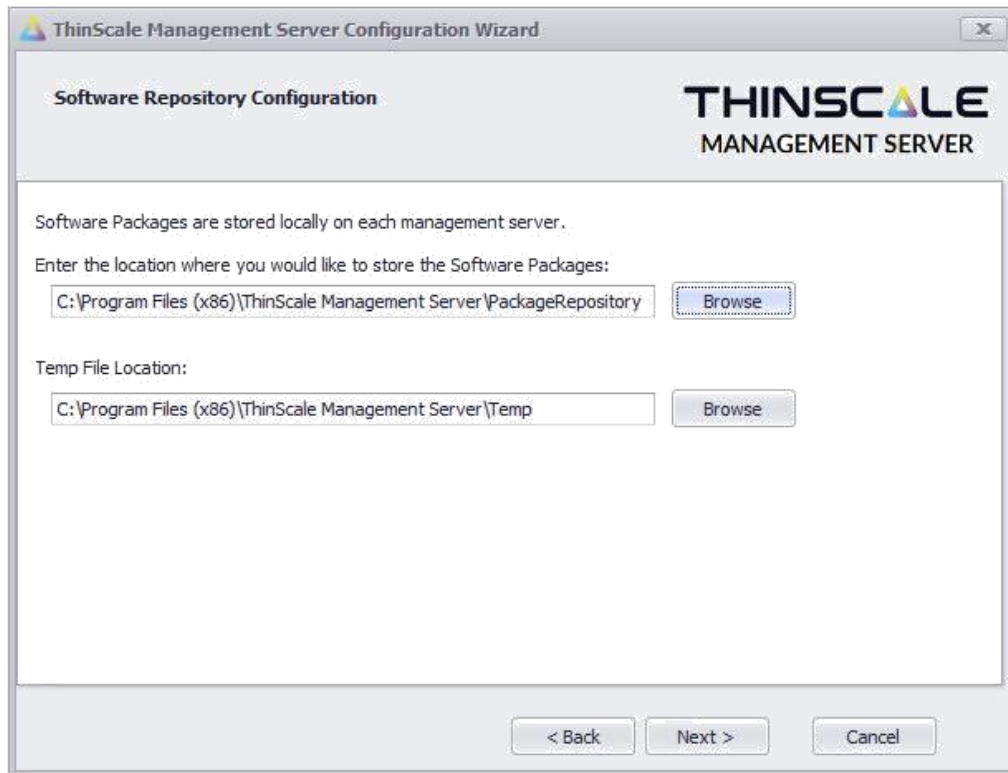 ThinScale Management Server Configuration Wizard
Software Repository Configuration
THINSCALE
MANAGEMENT SERVER
Software Packages are stored locally on each management server.
Enter the location where you would like to store the Software Packages:
C:\Program Files (x86)\ThinScale Management Server\PackageRepository
Browse
Temp File Location:
C:\Program Files (x86)\ThinScale Management Server\Temp
Browse
< Back
Next >
Cancel